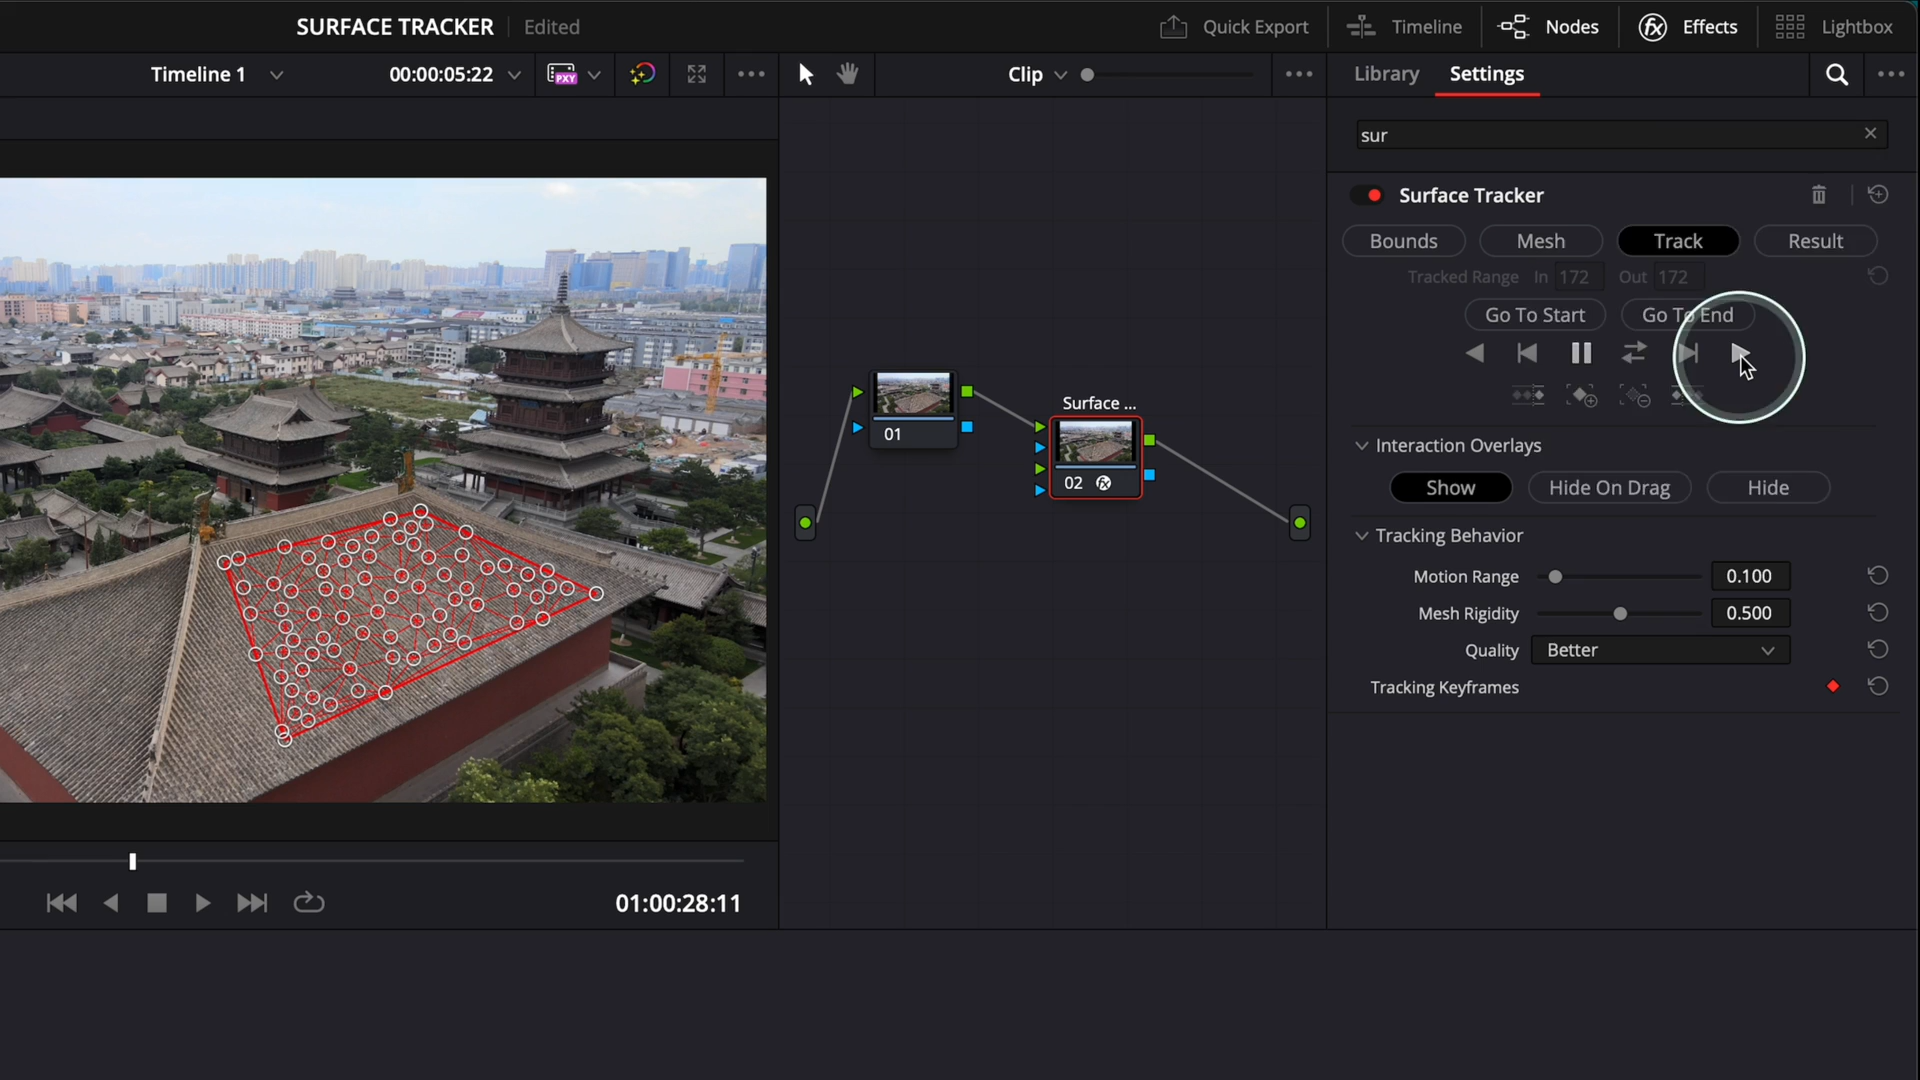 SURFACE TRACKER Edited Quick Export Timeline Nodes Effects Lightbox
Timeline 1 00:00:05:22 PXY Clip Library Settings
sur
Surface Tracker
Bounds Mesh Track Result
Tracked Range In 172 Out 172
Go To Start Go To End
Surface ...
01
02
Interaction Overlays
Show Hide On Drag Hide
Tracking Behavior
Motion Range 0.100
Mesh Rigidity 0.500
Quality Better
Tracking Keyframes
01:00:28:11